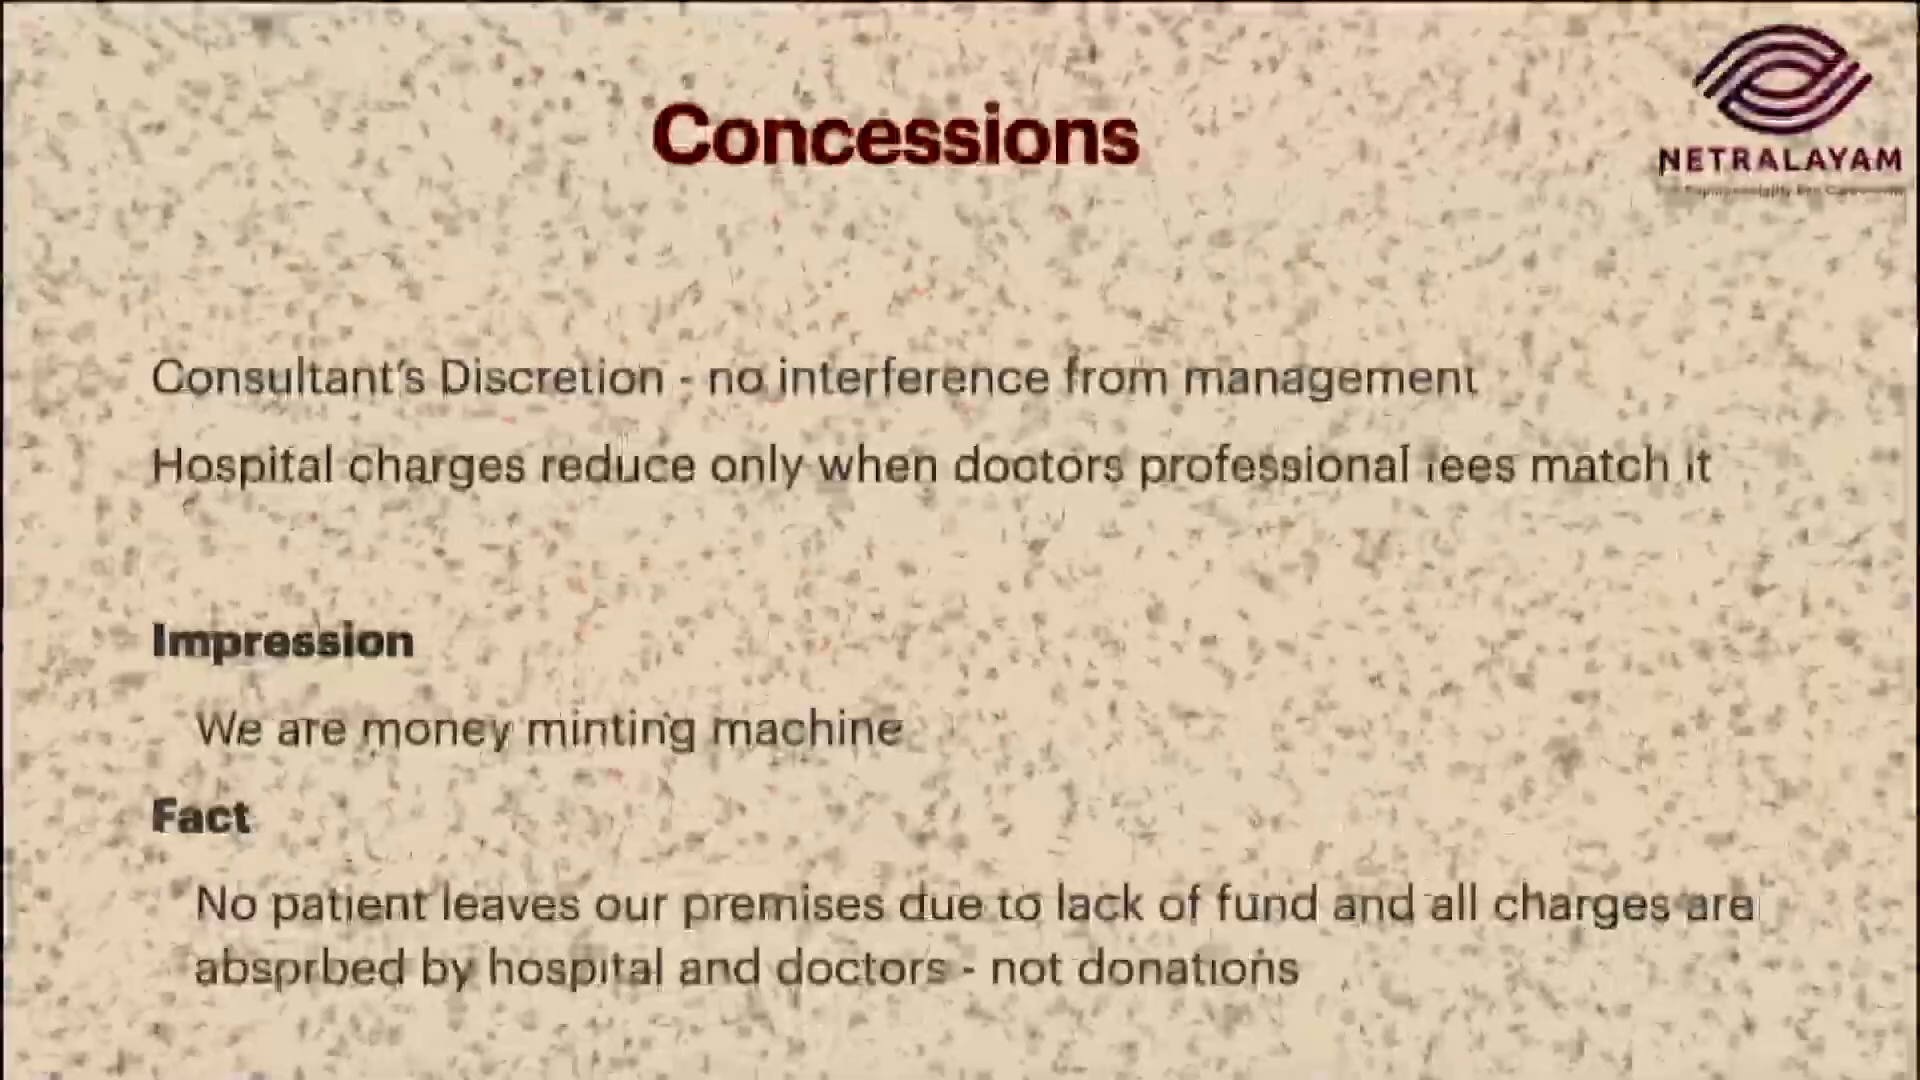 Concessions
NETRALAYAM
Consultant's Discretion - no interference from management
Hospital charges reduce only when doctors professional fees match it
Impression
We are money minting machine
Fact
No patient leaves our premises due to lack of fund and all charges are
absprbed by hospital and doctors - not donations